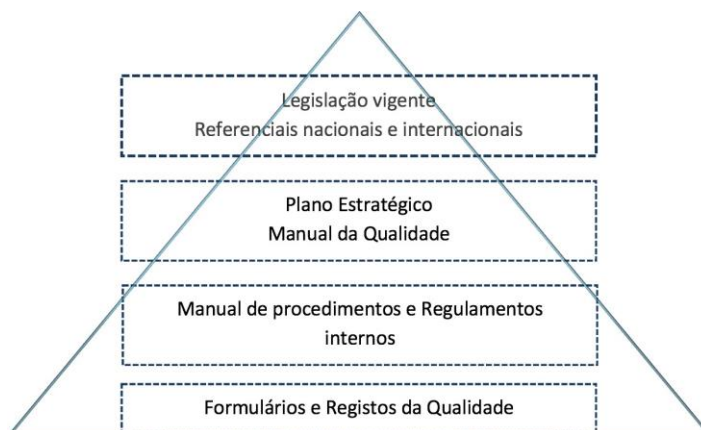 Legislação vigente
Referenciais nacionais e internacionais
Plano Estratégico
Manual da Qualidade
Manual de procedimentos e Regulamentos
internos
Formulários e Registos da Qualidade